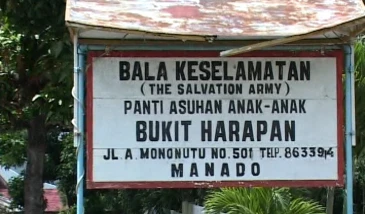 BALA KESELAMATAN
(THE SALVATION ARMY)
PANTI ASUHAN ANAK-ANAK
BUKIT HARAPAN
JL. A. MONONUTU NO. 501 TELP. 863394
MANADO